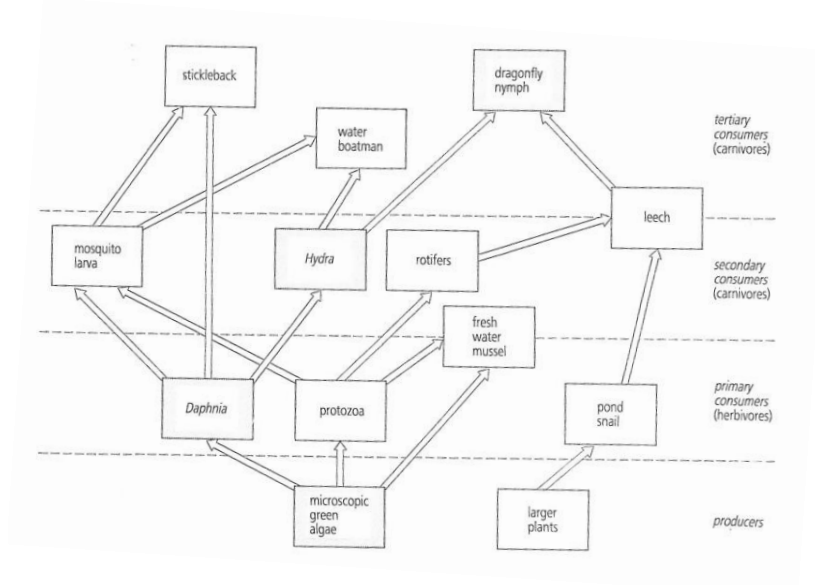 stickleback
dragonfly
nymph
water
boatman
tertiary
consumers
(carnivores)
leech
mosquito
larva
Hydra
rotifers
secondary
consumers
(carnivores)
fresh
water
mussel
Daphnia
protozoa
pond
snail
primary
consumers
(herbivores)
microscopic
green
algae
larger
plants
producers